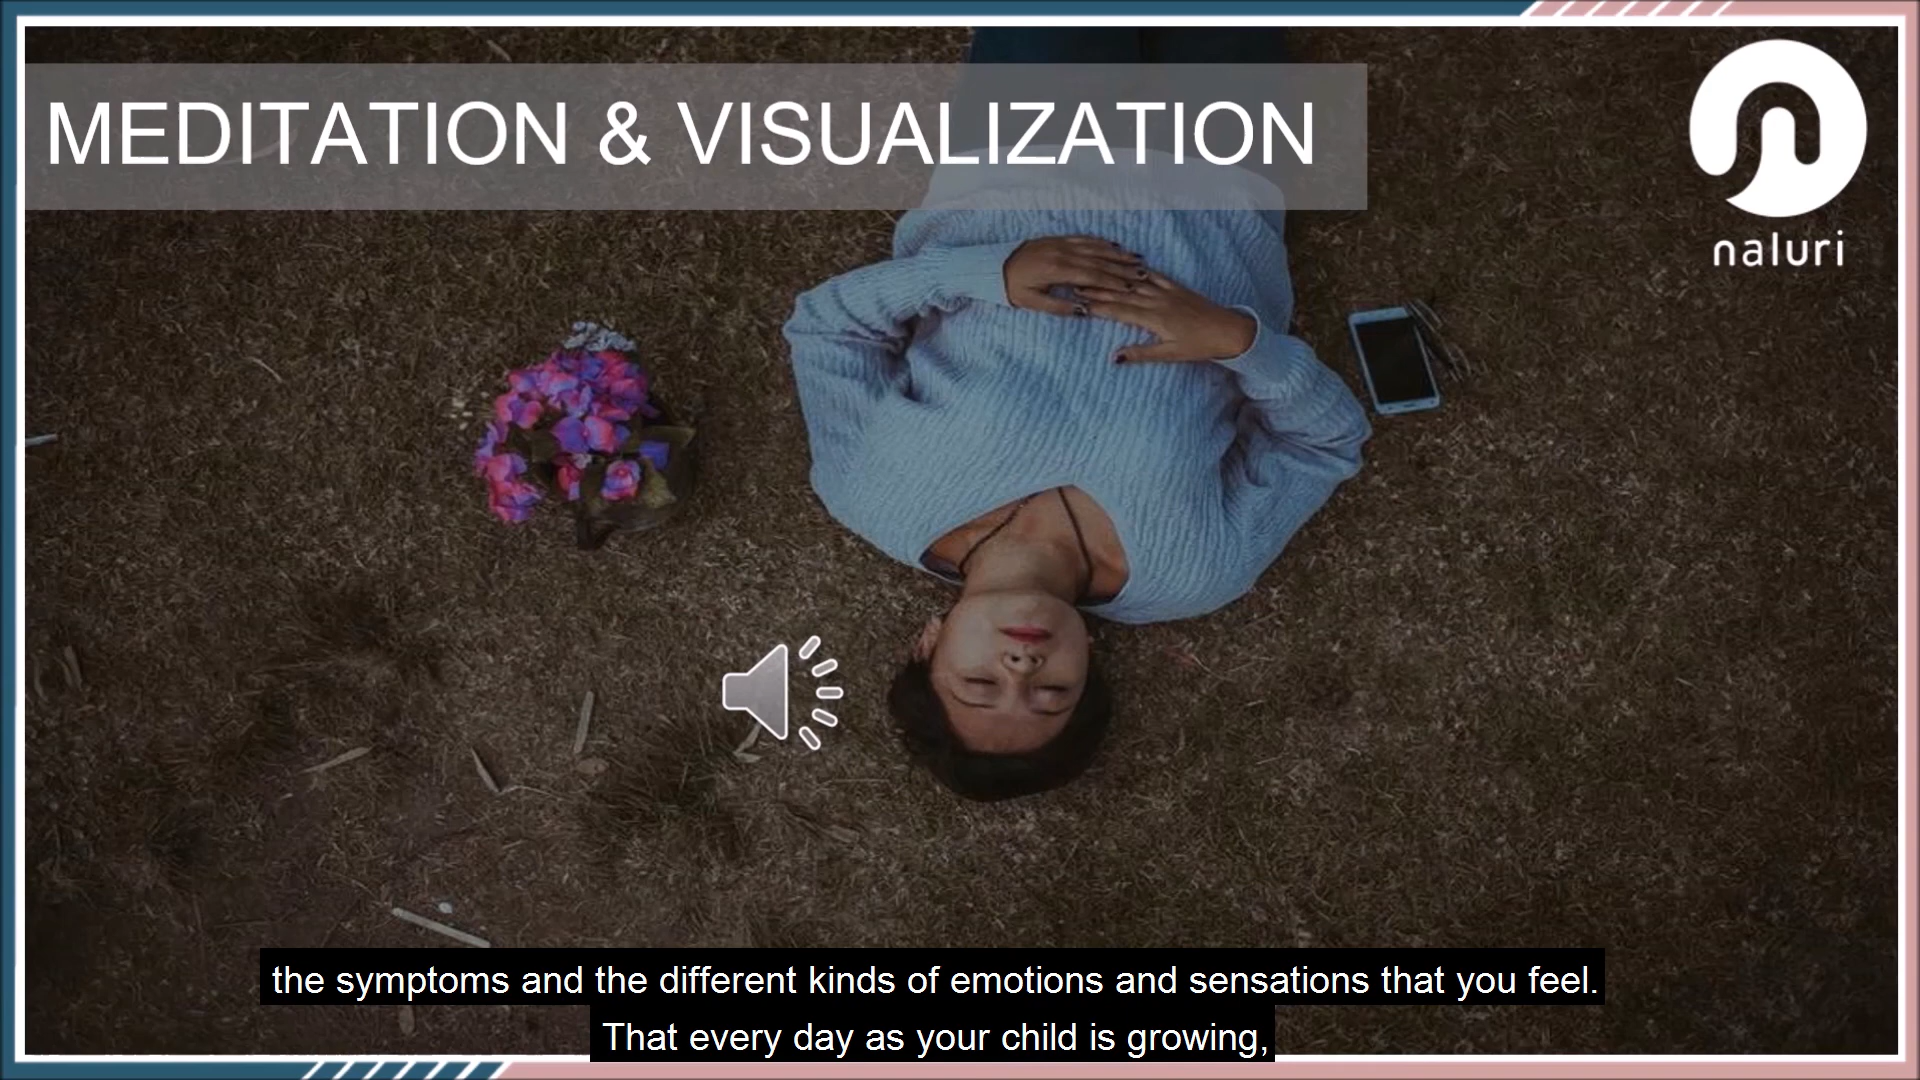 MEDITATION & VISUALIZATION
naluri
the symptoms and the different kinds of emotions and sensations that you feel.
That every day as your child is growing,